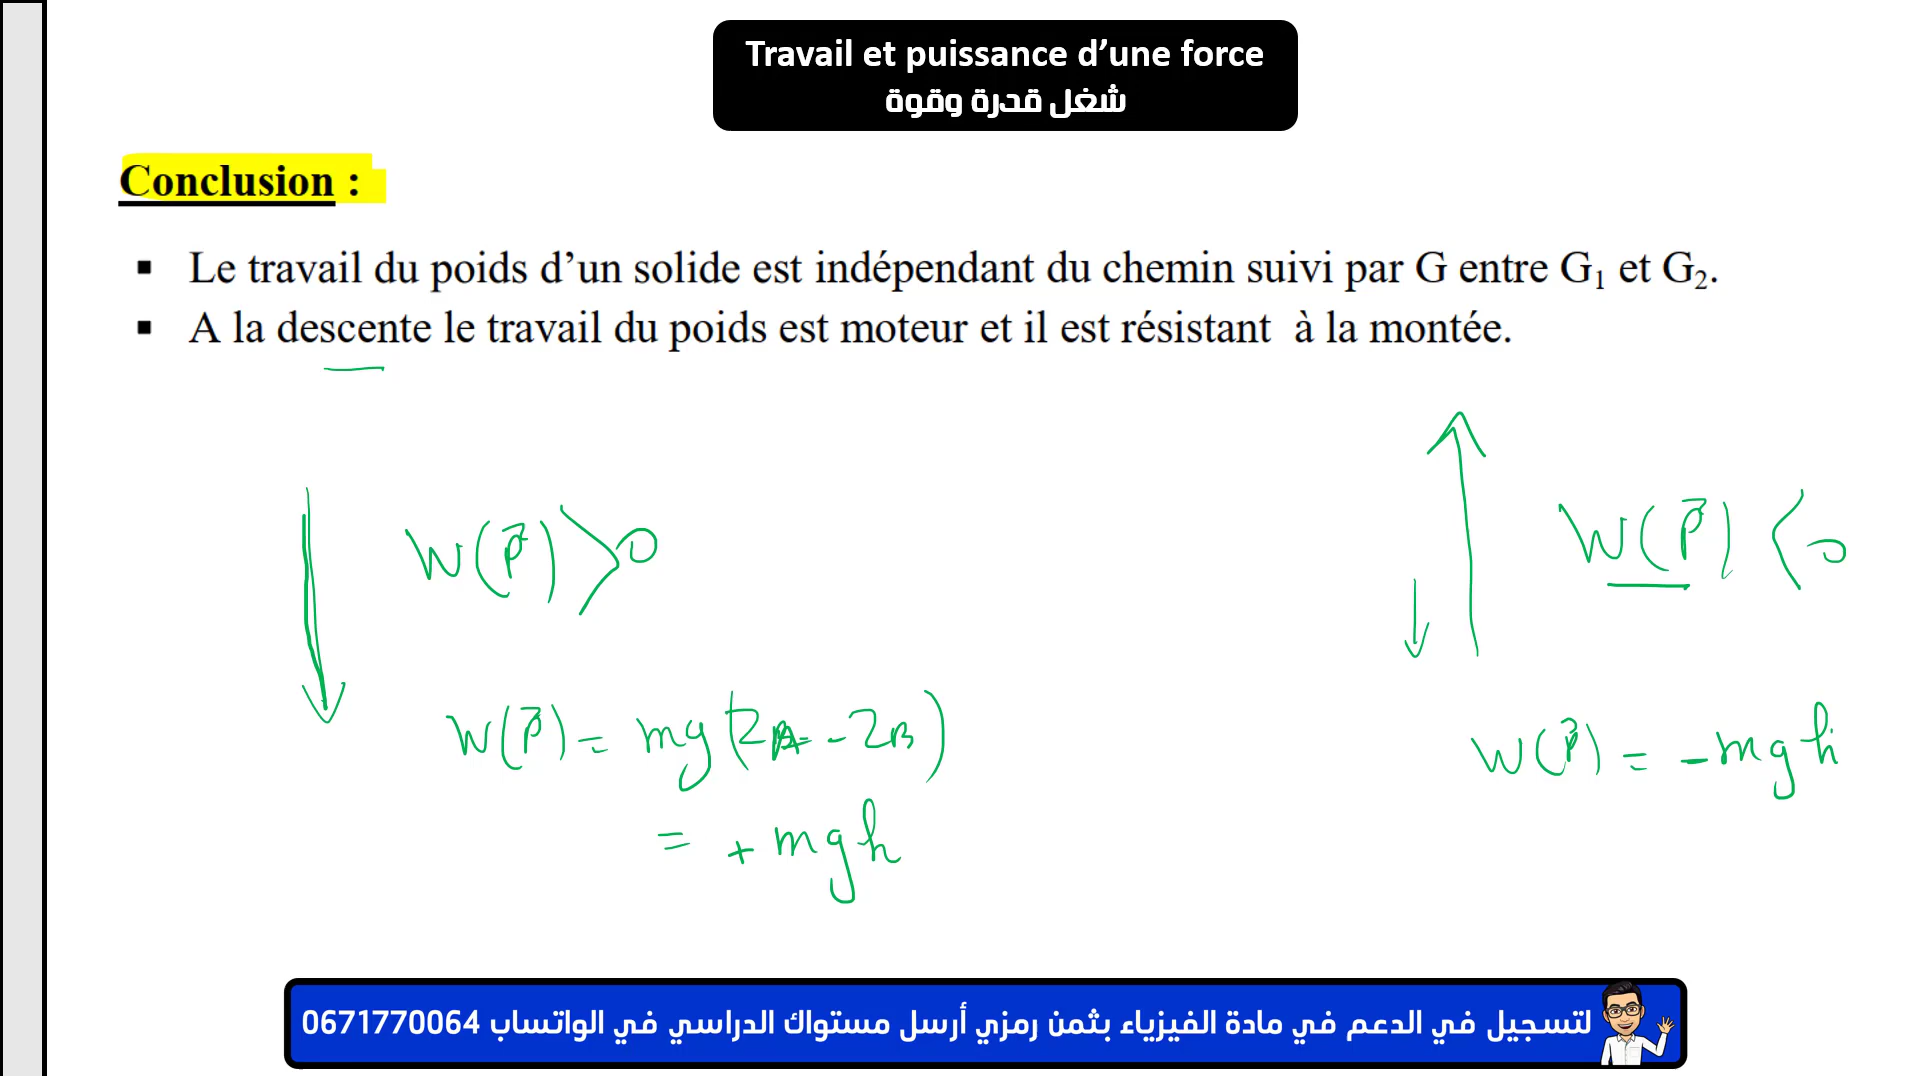 Travail et puissance d’une force
شغل قدرة وقوة
Conclusion :
▪ Le travail du poids d’un solide est indépendant du chemin suivi par G entre G₁ et G₂.
▪ A la descente le travail du poids est moteur et il est résistant à la montée.
W(P⃗) > 0
W(P⃗) < 0
W(P⃗) = mg(ZA - ZB)
= + mgh
W(P⃗) = - mgh
لتسجيل في الدعم في مادة الفيزياء بثمن رمزي أرسل مستواك الدراسي في الواتساب 0671770064